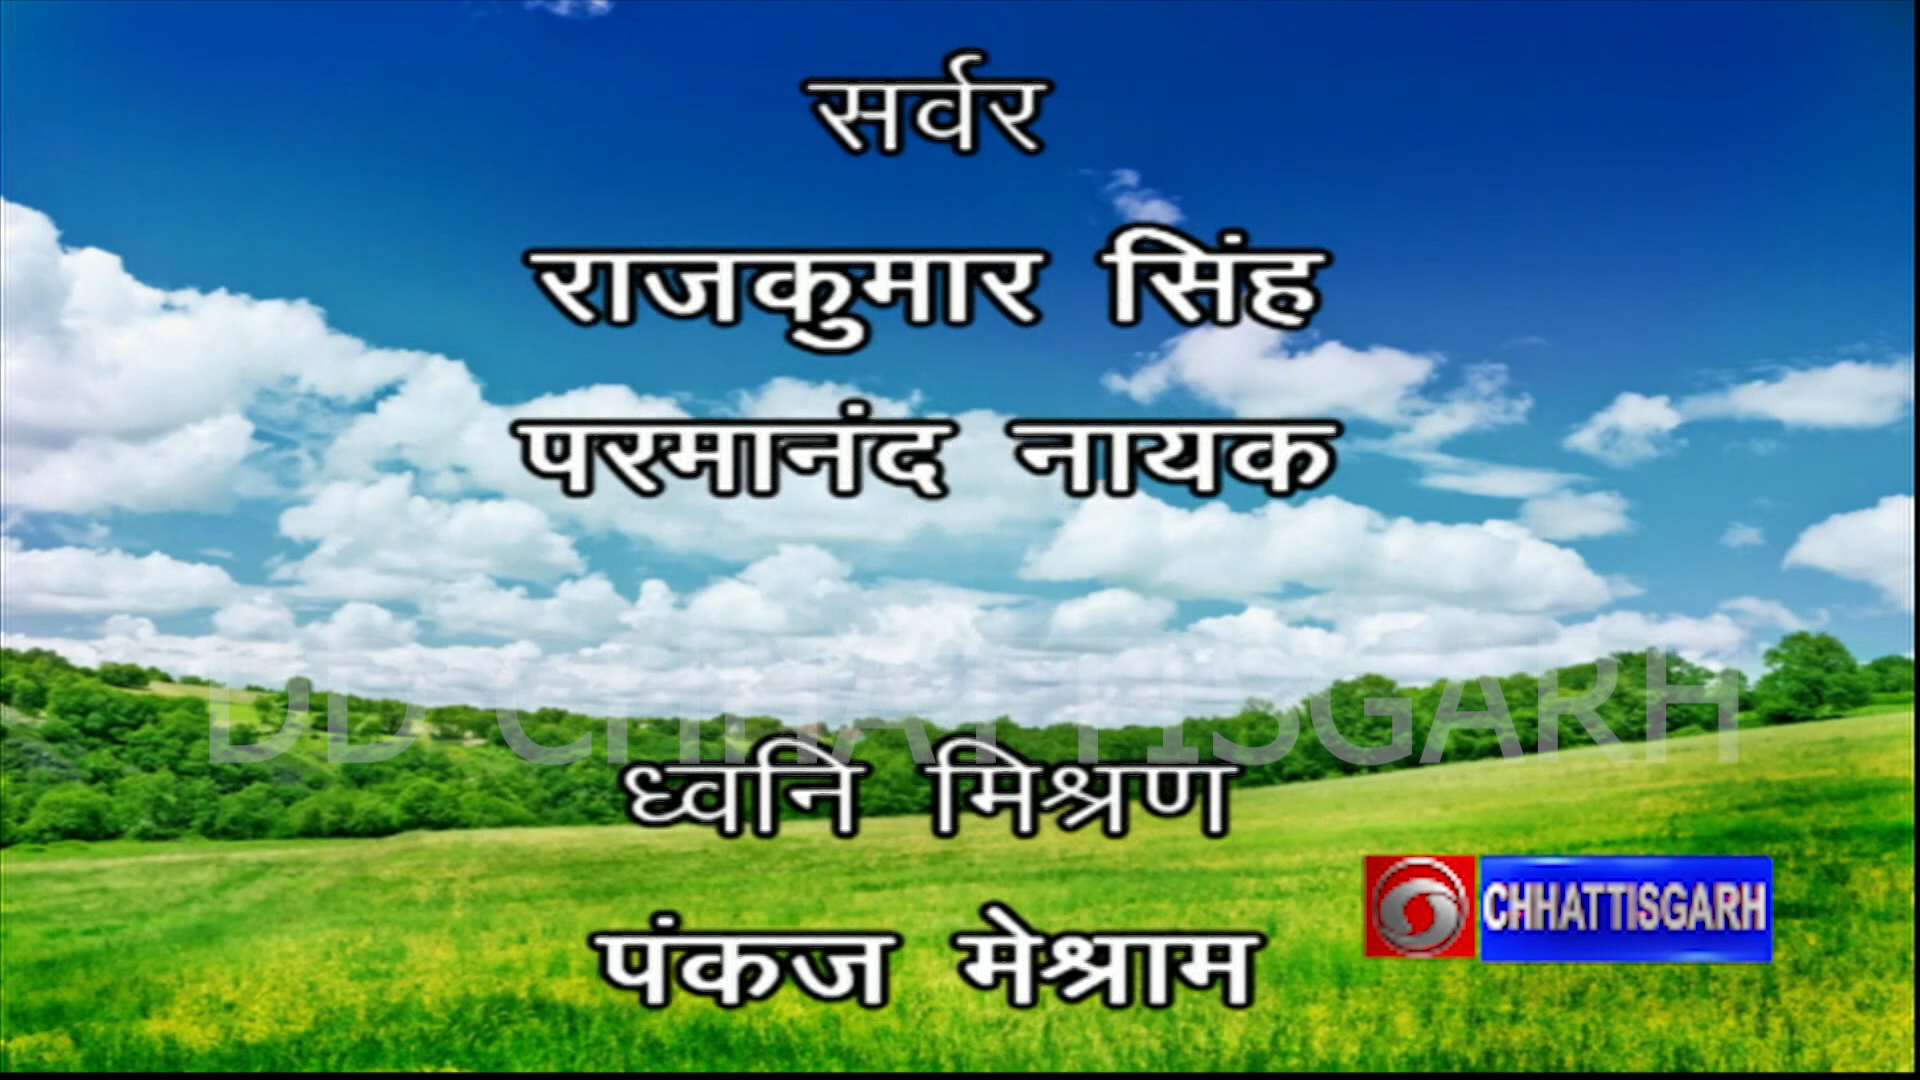 सर्वर
राजकुमार सिंह
परमानंद नायक
DD CHHATTISGARH
ध्वनि मिश्रण
CHHATTISGARH
पंकज मेश्राम